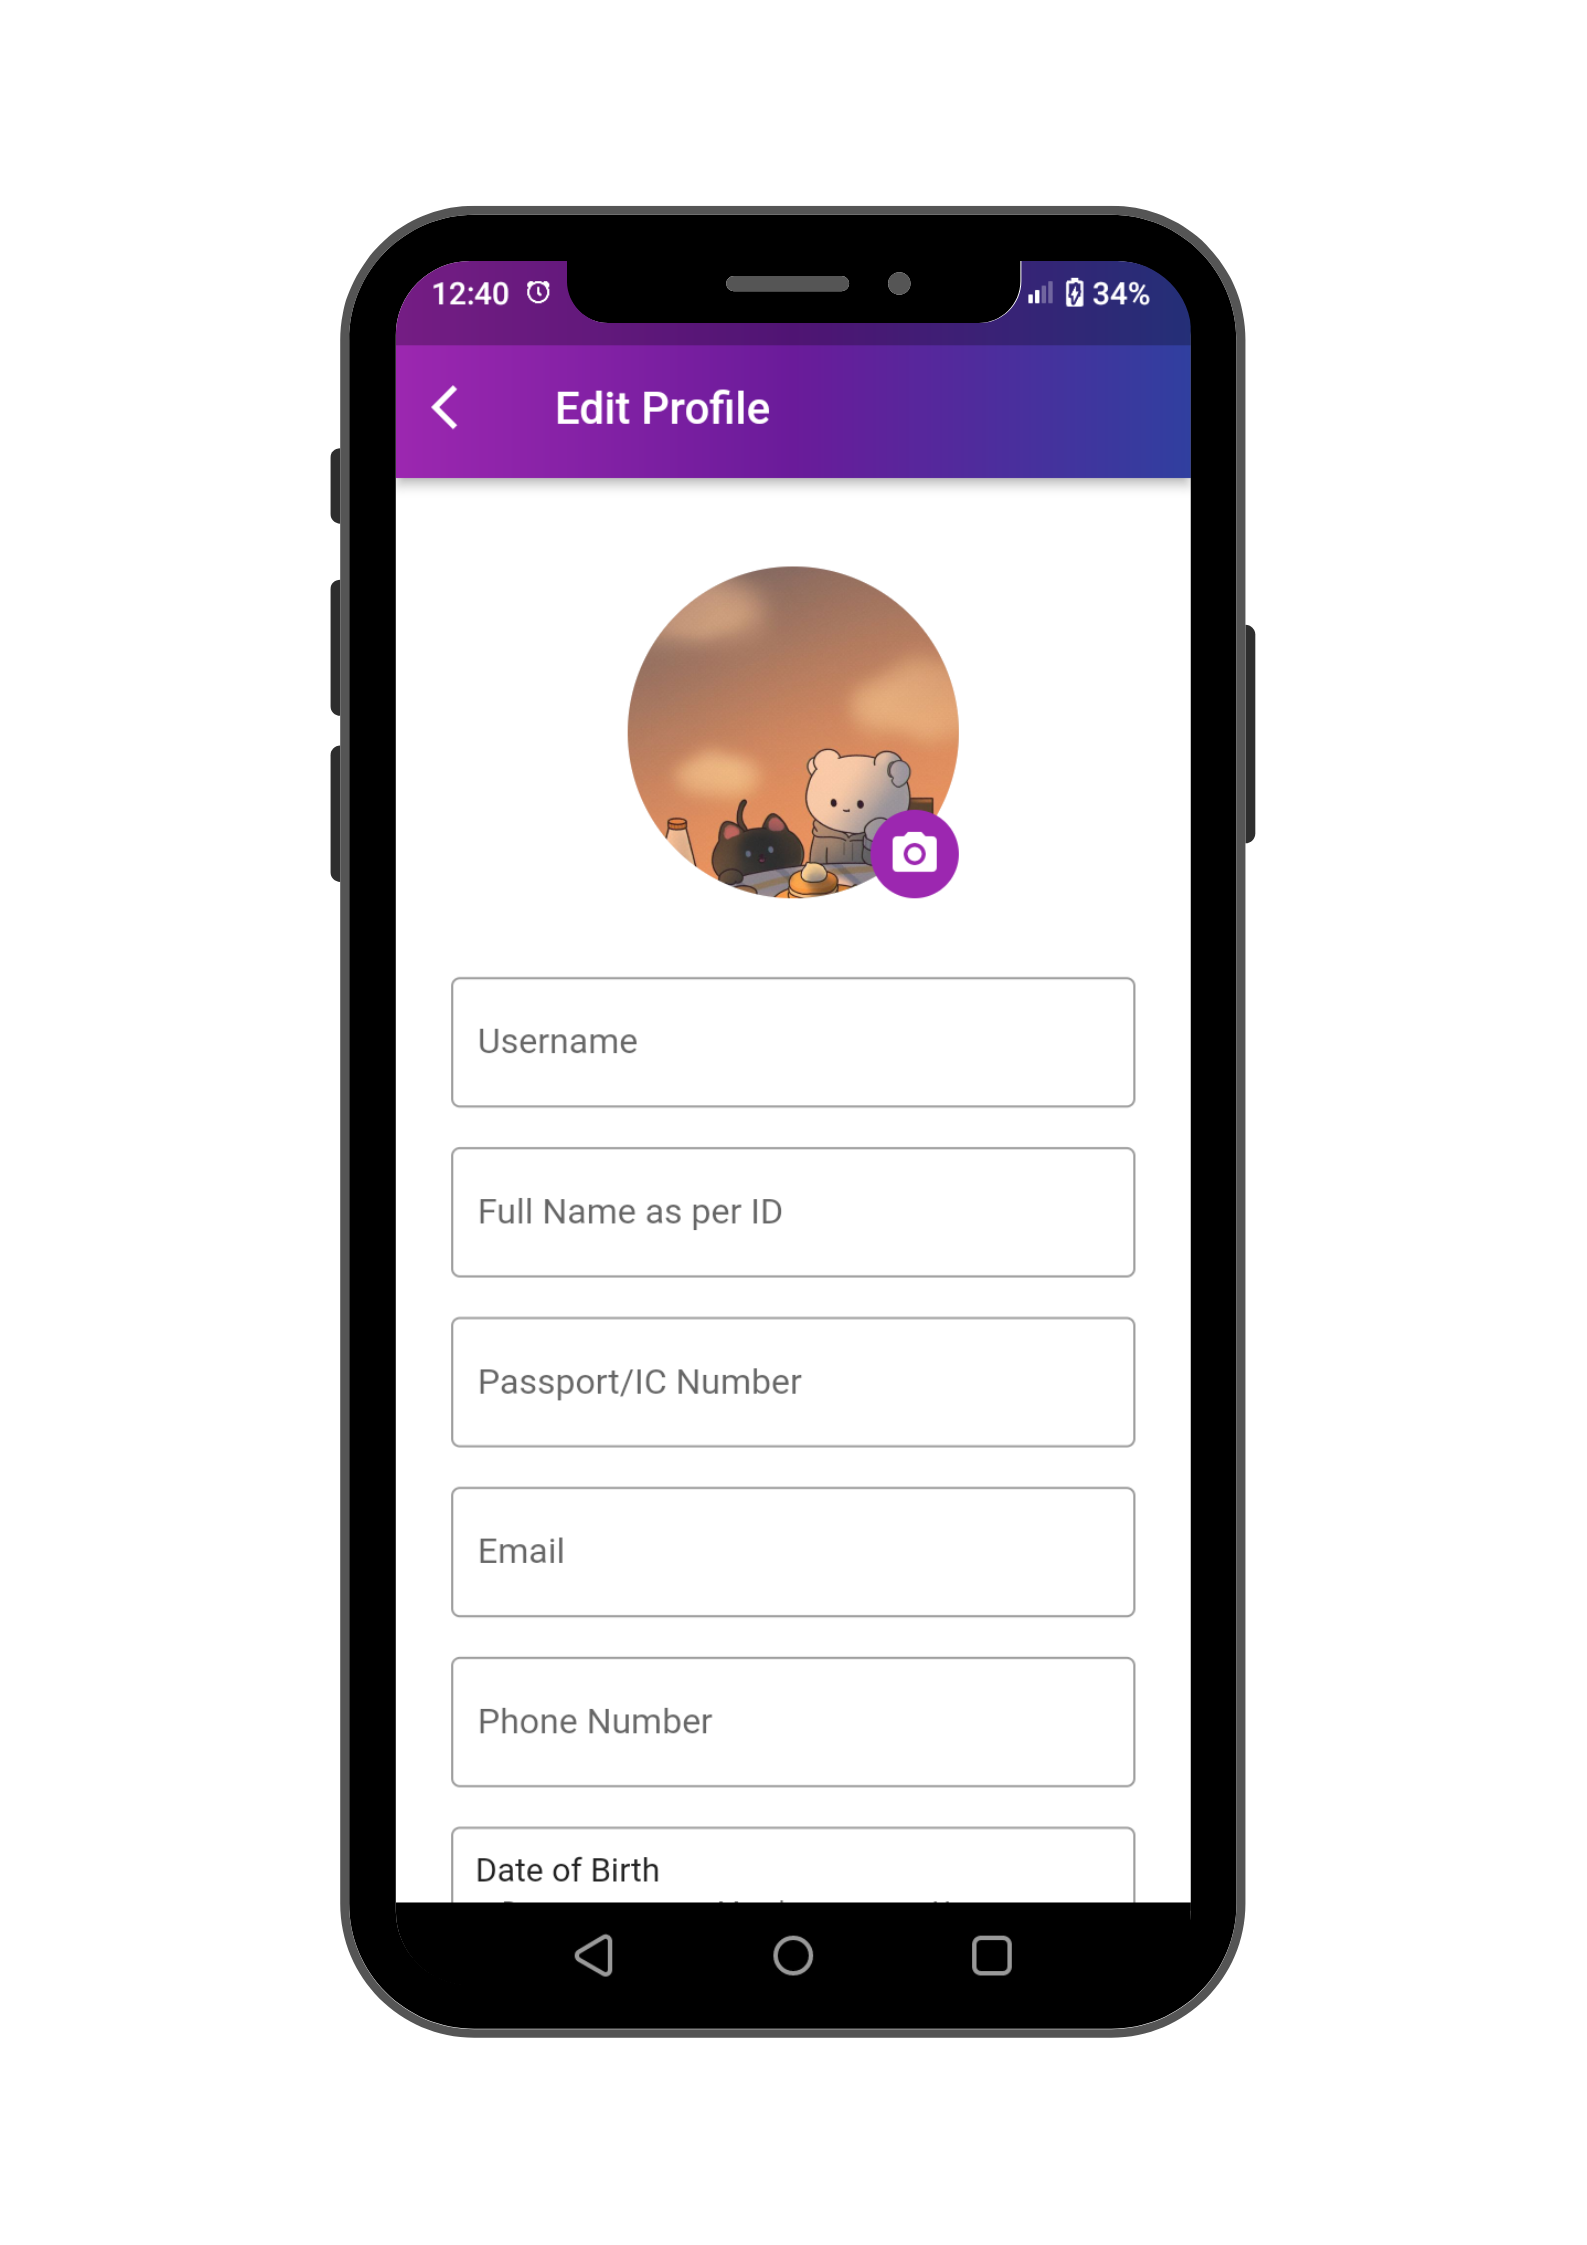 12:40 34%
Edit Profile
Username
Full Name as per ID
Passport/IC Number
Email
Phone Number
Date of Birth